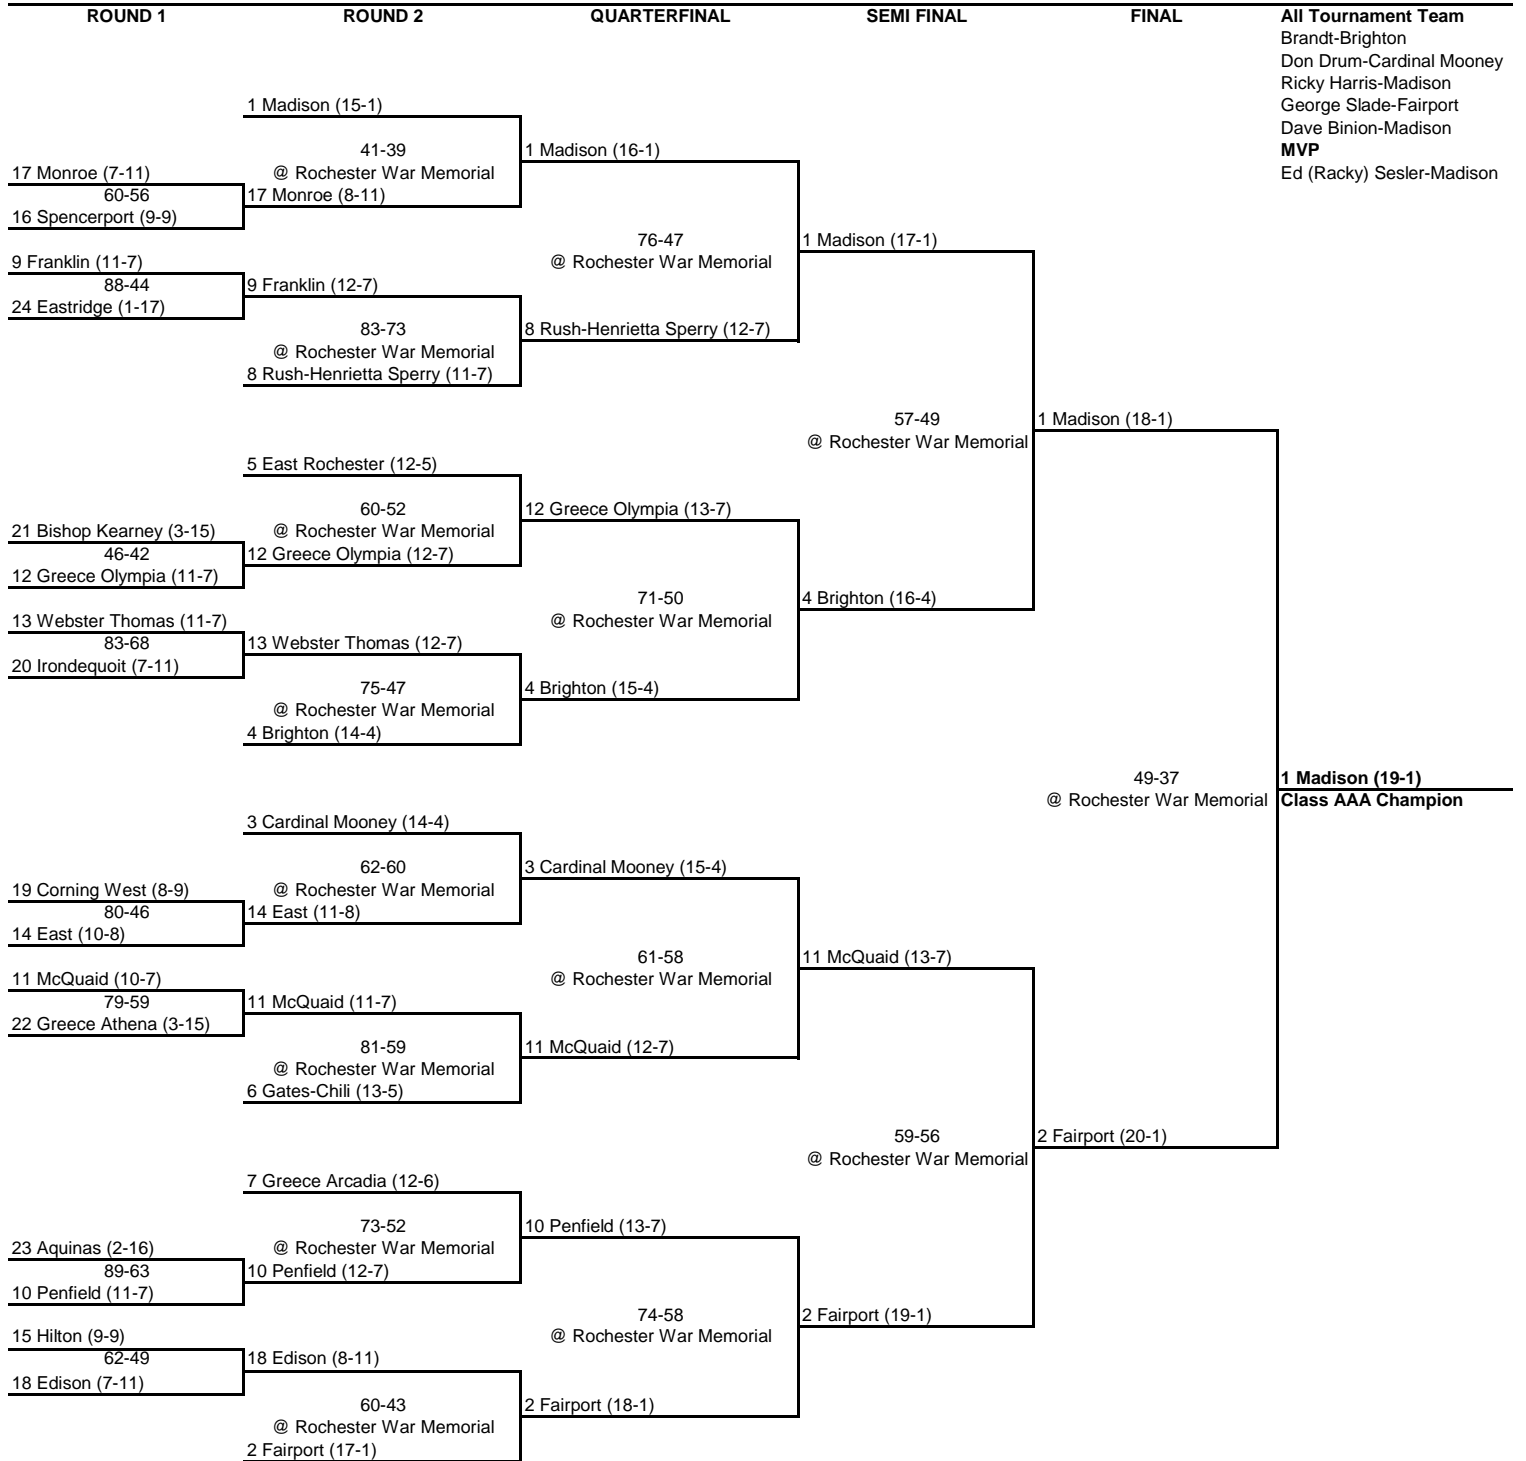 ROUND 1
ROUND 2
QUARTERFINAL
SEMI FINAL
FINAL
All Tournament Team
Brandt-Brighton
Don Drum-Cardinal Mooney
Ricky Harris-Madison
George Slade-Fairport
Dave Binion-Madison
MVP
Ed (Racky) Sesler-Madison
17 Monroe (7-11)
60-56
16 Spencerport (9-9)
9 Franklin (11-7)
88-44
24 Eastridge (1-17)
21 Bishop Kearney (3-15)
46-42
12 Greece Olympia (11-7)
13 Webster Thomas (11-7)
83-68
20 Irondequoit (7-11)
19 Corning West (8-9)
80-46
14 East (10-8)
11 McQuaid (10-7)
79-59
22 Greece Athena (3-15)
23 Aquinas (2-16)
89-63
10 Penfield (11-7)
15 Hilton (9-9)
62-49
18 Edison (7-11)
1 Madison (15-1)
41-39
@ Rochester War Memorial
17 Monroe (8-11)
9 Franklin (12-7)
83-73
@ Rochester War Memorial
8 Rush-Henrietta Sperry (11-7)
5 East Rochester (12-5)
60-52
@ Rochester War Memorial
12 Greece Olympia (12-7)
13 Webster Thomas (12-7)
75-47
@ Rochester War Memorial
4 Brighton (14-4)
3 Cardinal Mooney (14-4)
62-60
@ Rochester War Memorial
14 East (11-8)
11 McQuaid (11-7)
81-59
@ Rochester War Memorial
6 Gates-Chili (13-5)
7 Greece Arcadia (12-6)
73-52
@ Rochester War Memorial
10 Penfield (12-7)
18 Edison (8-11)
60-43
@ Rochester War Memorial
2 Fairport (17-1)
1 Madison (16-1)
76-47
@ Rochester War Memorial
8 Rush-Henrietta Sperry (12-7)
12 Greece Olympia (13-7)
71-50
@ Rochester War Memorial
4 Brighton (15-4)
3 Cardinal Mooney (15-4)
61-58
@ Rochester War Memorial
11 McQuaid (12-7)
10 Penfield (13-7)
74-58
@ Rochester War Memorial
2 Fairport (18-1)
1 Madison (17-1)
57-49
@ Rochester War Memorial
4 Brighton (16-4)
11 McQuaid (13-7)
59-56
@ Rochester War Memorial
2 Fairport (19-1)
1 Madison (18-1)
49-37
@ Rochester War Memorial
2 Fairport (20-1)
1 Madison (19-1)
Class AAA Champion